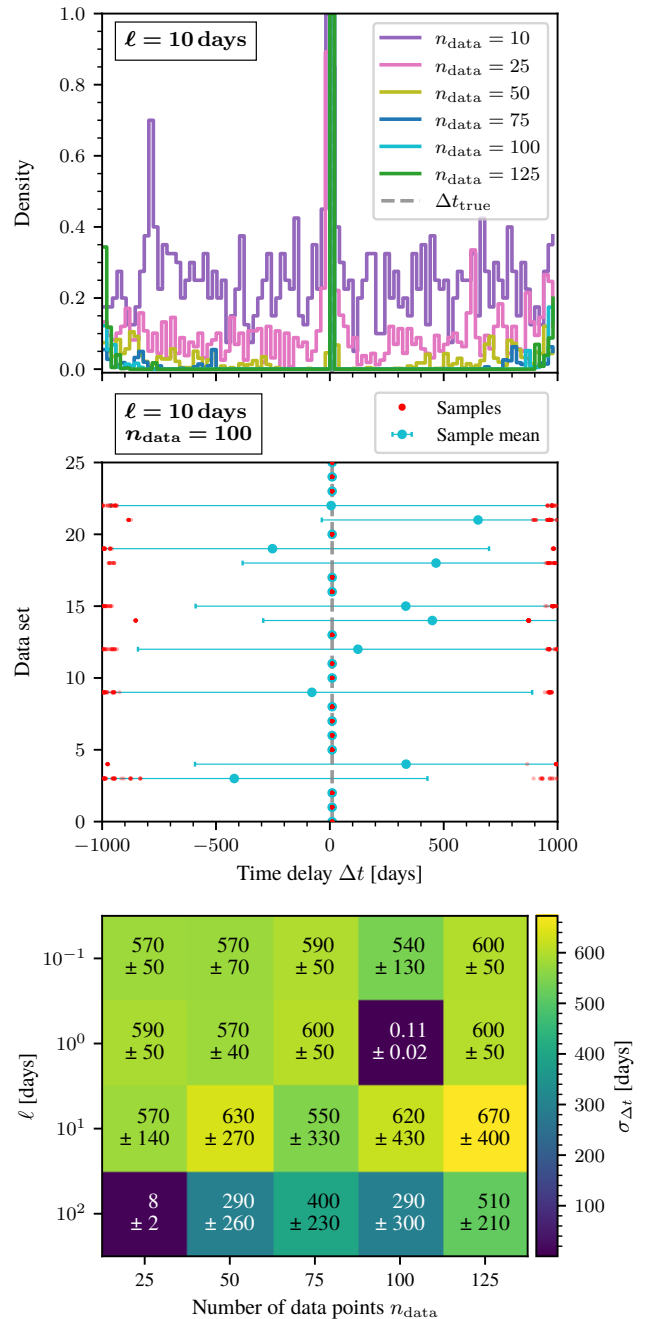 ℓ = 10 days
n_data = 10
n_data = 25
n_data = 50
n_data = 75
n_data = 100
n_data = 125
Δt_true
1.0
0.8
0.6
0.4
0.2
0.0
Density
ℓ = 10 days
n_data = 100
Samples
Sample mean
25
20
15
10
5
0
Data set
−1000
−500
0
500
1000
Time delay Δt [days]
570 ± 50
570 ± 70
590 ± 50
540 ± 130
600 ± 50
590 ± 50
570 ± 40
600 ± 50
0.11 ± 0.02
600 ± 50
570 ± 140
630 ± 270
550 ± 330
620 ± 430
670 ± 400
8 ± 2
290 ± 260
400 ± 230
290 ± 300
510 ± 210
10⁻¹
10⁰
10¹
10²
ℓ [days]
25
50
75
100
125
Number of data points n_data
600
500
400
300
200
100
σ_Δt [days]